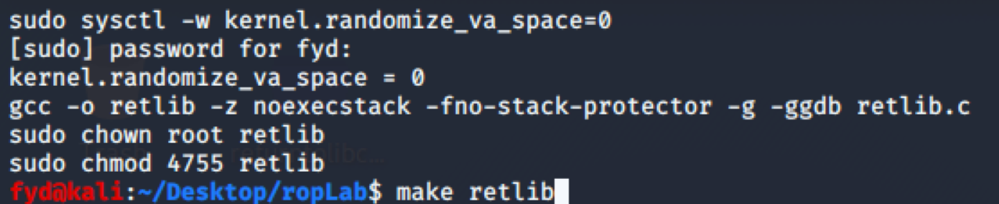 sudo sysctl -w kernel.randomize_va_space=0
[sudo] password for fyd:
kernel.randomize_va_space = 0
gcc -o retlib -z noexecstack -fno-stack-protector -g -ggdb retlib.c
sudo chown root retlib
sudo chmod 4755 retlib
fyd@kali:~/Desktop/ropLab$ make retlib